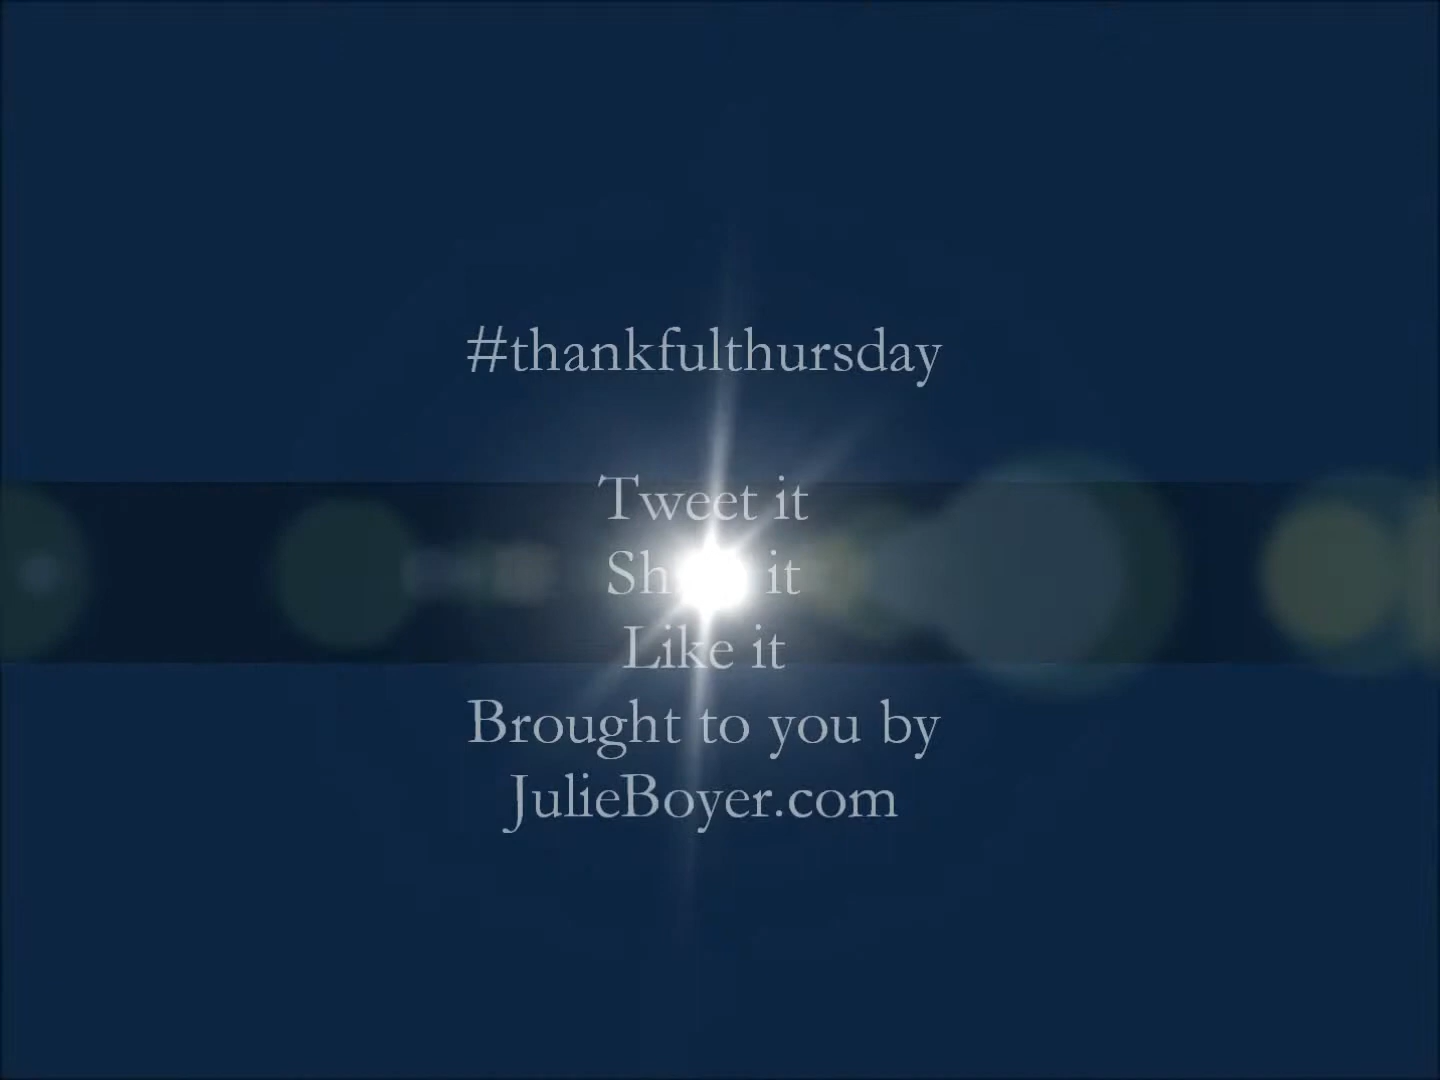 #thankfulthursday
Tweet it
it
Like it
Brought to you by
JulieBoyer.com